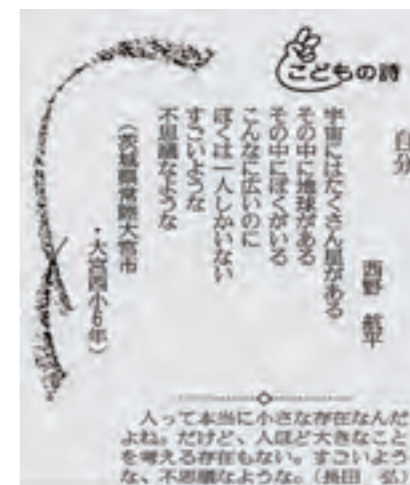 こどもの詩
自分
西野 航平
宇宙にはたくさん星がある
その中に地球がある
その中にぼくがいる
こんなに広いのに
ぼくは一人しかいない
すごいような
不思議なような
（茨城県常陸大宮市
・大宮西小6年）
人って本当に小さな存在なんだ
よね。だけど、人ほど大きなこと
を考える存在もない。すごいよう
な、不思議なような。（長田 弘）